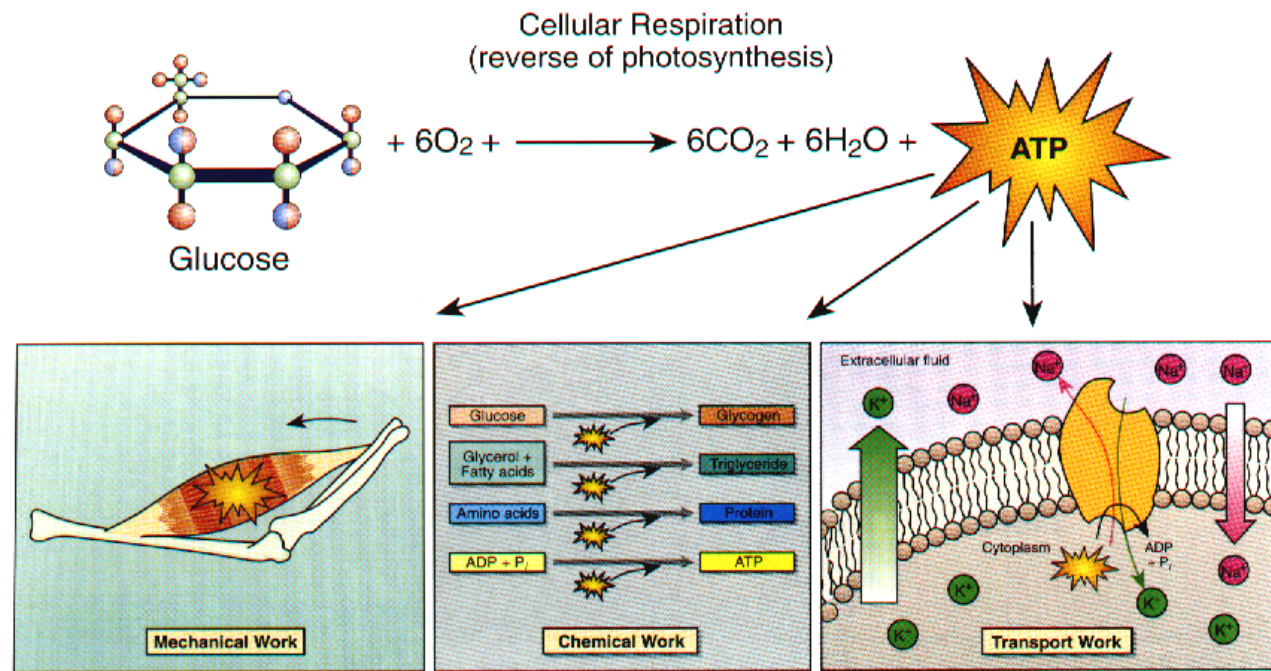 Cellular Respiration
(reverse of photosynthesis)
+ 6O₂ +
6CO₂ + 6H₂O +
ATP
Glucose
Glucose
Glycogen
Glycerol +
Fatty acids
Triglyceride
Amino acids
Protein
ADP + Pᵢ
ATP
Extracellular fluid
Na⁺
Na⁺
Na⁺
Na⁺
K⁺
Cytoplasm
ADP
+ Pᵢ
Na⁺
K⁺
K⁺
K⁺
K⁺
Mechanical Work
Chemical Work
Transport Work